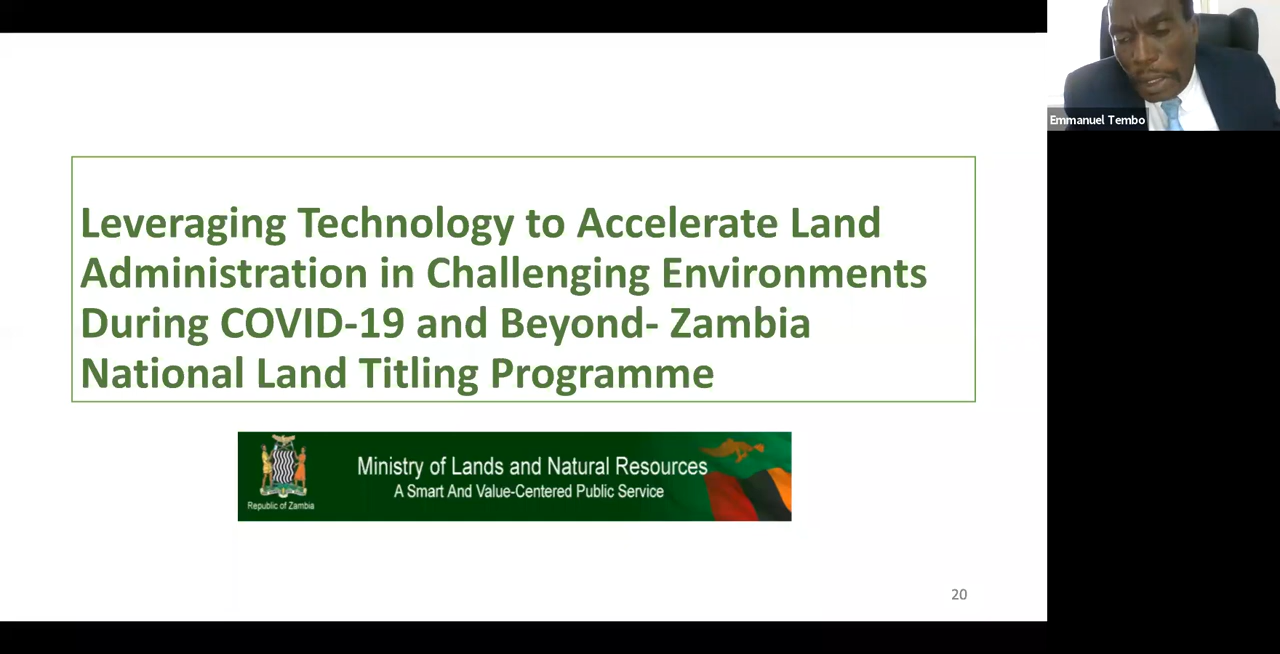 Emmanuel Tembo
Leveraging Technology to Accelerate Land
Administration in Challenging Environments
During COVID-19 and Beyond- Zambia
National Land Titling Programme
Ministry of Lands and Natural Resources
A Smart And Value-Centered Public Service
Republic of Zambia
20